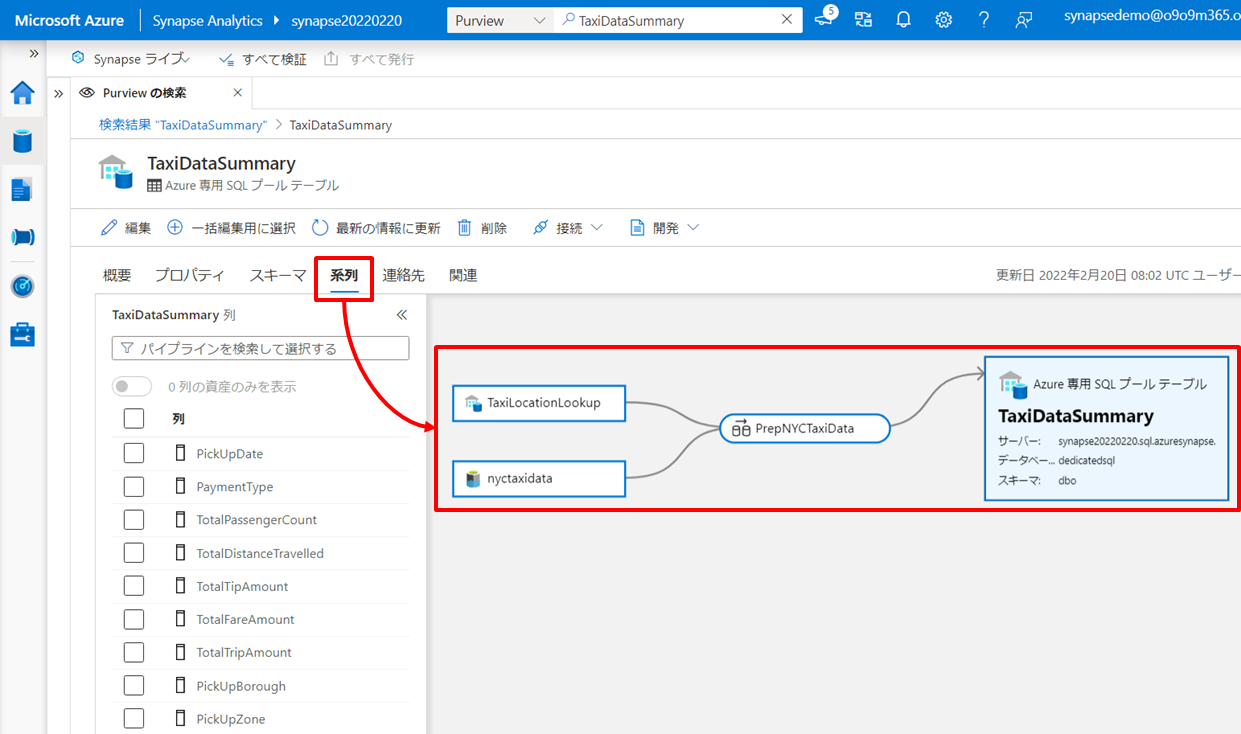 Microsoft Azure
Synapse Analytics
synapse20220220
Purview
TaxiDataSummary
5
synapsedemo@o9o9m365.o
Synapse ライブ
すべて検証
すべて発行
Purview の検索
検索結果 "TaxiDataSummary" > TaxiDataSummary
TaxiDataSummary
Azure 専用 SQL プール テーブル
編集
一括編集用に選択
最新の情報に更新
削除
接続
開発
概要
プロパティ
スキーマ
系列
連絡先
関連
更新日 2022年2月20日 08:02 UTC ユーザー
TaxiDataSummary 列
パイプラインを検索して選択する
0 列の資産のみを表示
列
PickUpDate
PaymentType
TotalPassengerCount
TotalDistanceTravelled
TotalTipAmount
TotalFareAmount
TotalTripAmount
PickUpBorough
PickUpZone
TaxiLocationLookup
nyctaxidata
PrepNYCTaxiData
Azure 専用 SQL プール テーブル
TaxiDataSummary
サーバー: synapse20220220.sql.azuresynapse.
データベー... dedicatedsql
スキーマ: dbo